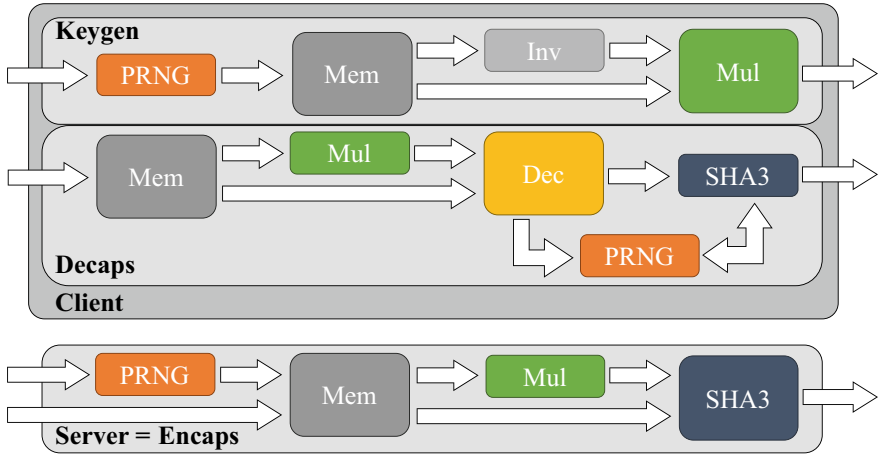 Keygen
PRNG
Mem
Inv
Mul
Mem
Mul
Dec
SHA3
PRNG
Decaps
Client
PRNG
Mem
Mul
SHA3
Server = Encaps